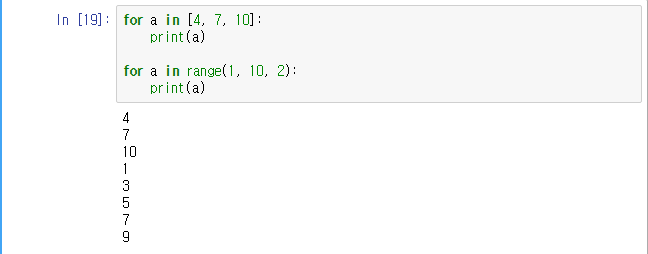 In [19]: for a in [4, 7, 10]:
    print(a)

for a in range(1, 10, 2):
    print(a)
4
7
10
1
3
5
7
9